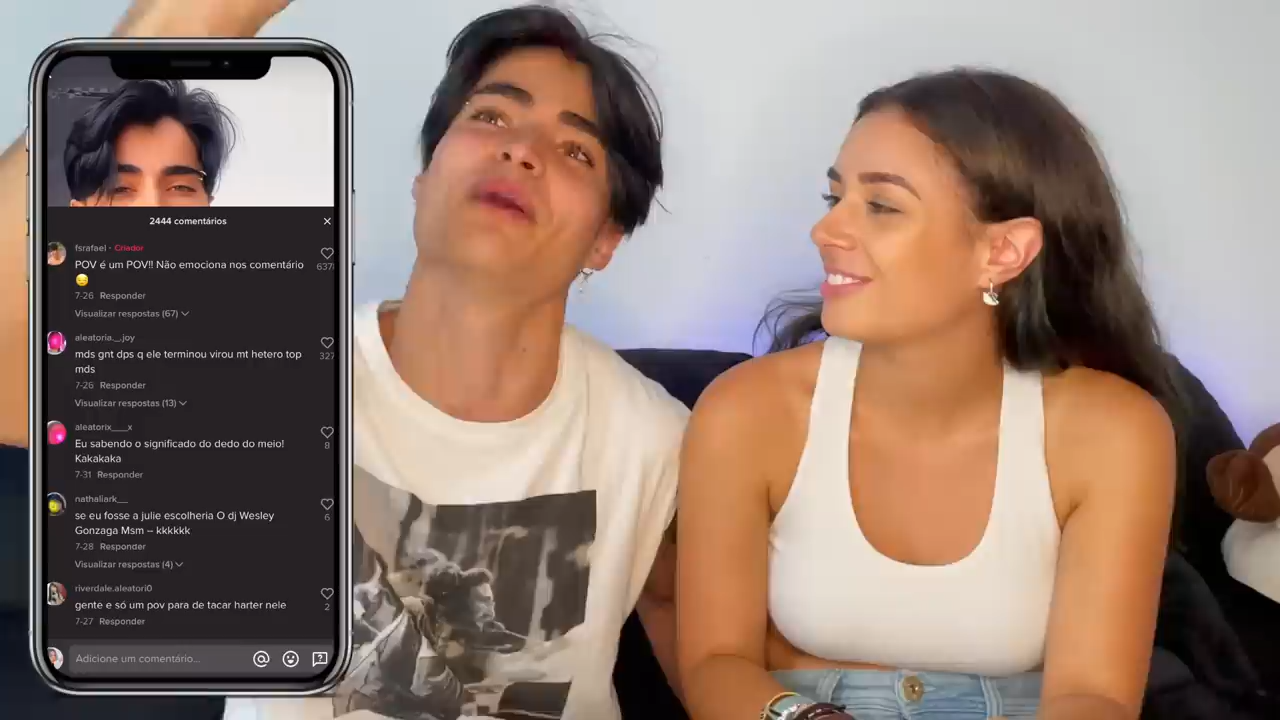 2444 comentários
fsrafael · Criador
POV é um POV!! Não emociona nos comentário
😒
637
7-26 Responder
Visualizar respostas (67)
aleatoria._.joy
mds gnt dps q ele terminou virou mt hetero top
mds
327
7-26 Responder
Visualizar respostas (13)
aleatorix___x
Eu sabendo o significado do dedo do meio!
Kakakaka
8
7-31 Responder
nathaliark__
se eu fosse a julie escolheria O dj Wesley
Gonzaga Msm – kkkkkk
6
7-28 Responder
Visualizar respostas (4)
riverdale.aleatori0
gente e só um pov para de tacar harter nele
2
7-27 Responder
Adicione um comentário...